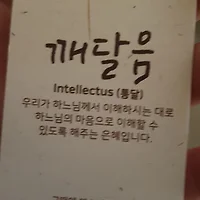 깨달음
Intellectus (통달)
우리가 하느님께서 이해하시는 대로
하느님의 마음으로 이해할 수
있도록 해주는 은혜입니다.